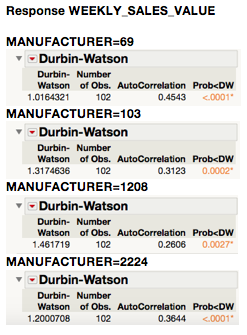 Response WEEKLY_SALES_VALUE
MANUFACTURER=69
Durbin-Watson
Durbin- Number
Watson of Obs. AutoCorrelation Prob<DW
1.0164321 102 0.4543 <.0001*
MANUFACTURER=103
Durbin-Watson
Durbin- Number
Watson of Obs. AutoCorrelation Prob<DW
1.3174636 102 0.3123 0.0002*
MANUFACTURER=1208
Durbin-Watson
Durbin- Number
Watson of Obs. AutoCorrelation Prob<DW
1.461719 102 0.2606 0.0027*
MANUFACTURER=2224
Durbin-Watson
Durbin- Number
Watson of Obs. AutoCorrelation Prob<DW
1.2000708 102 0.3644 <.0001*